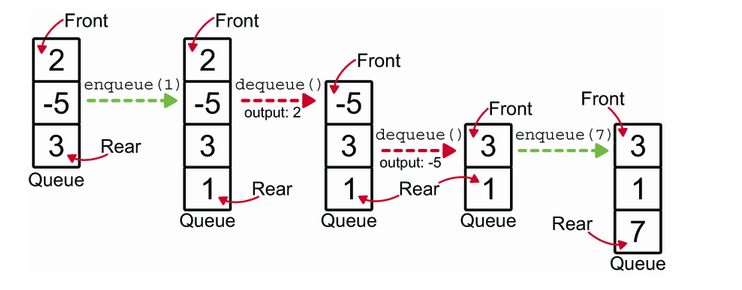 Front
2
-5
3
Rear
Queue
enqueue(1)
Front
2
-5
3
1
Rear
Queue
dequeue()
output: 2
Front
-5
3
1
Rear
Queue
dequeue()
output: -5
Front
3
1
Queue
enqueue(7)
Front
3
1
7
Rear
Queue